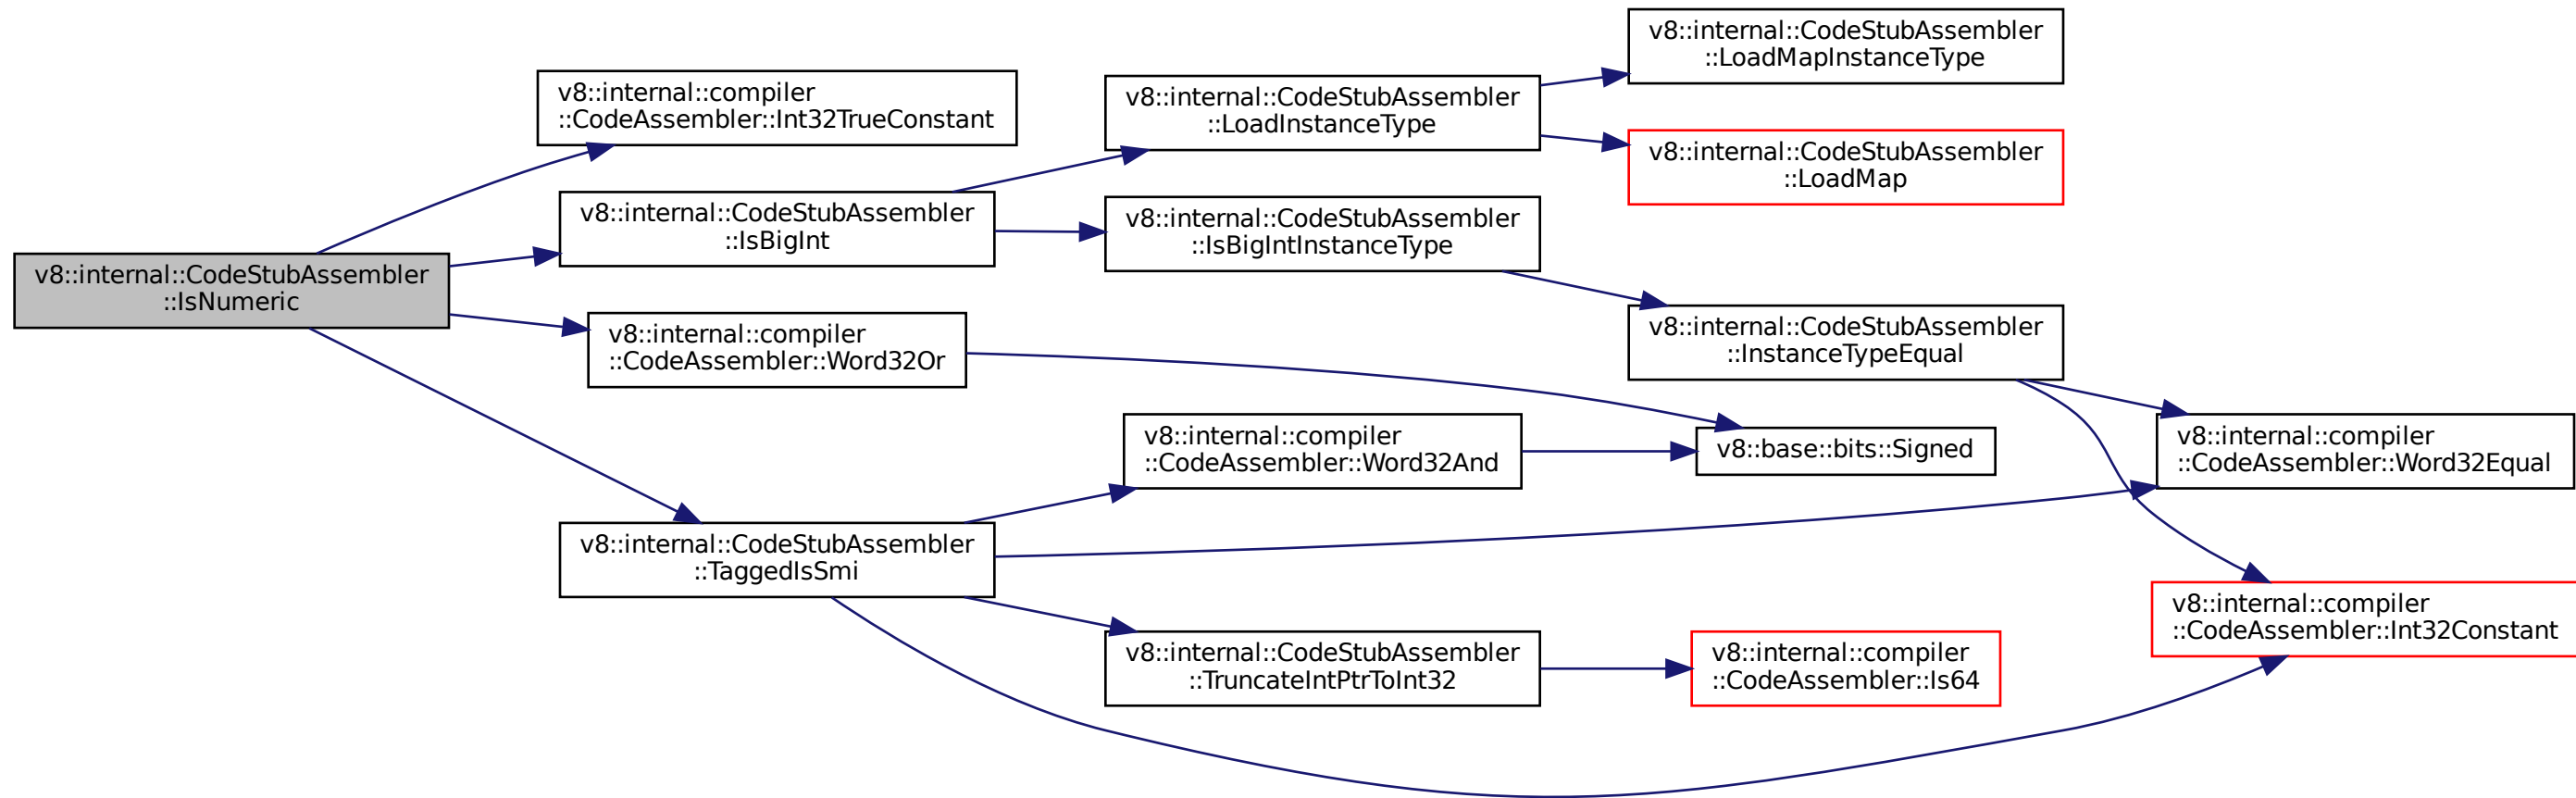 v8::internal::CodeStubAssembler
::IsNumeric
v8::internal::compiler
::CodeAssembler::Int32TrueConstant
v8::internal::CodeStubAssembler
::IsBigInt
v8::internal::compiler
::CodeAssembler::Word32Or
v8::internal::CodeStubAssembler
::TaggedIsSmi
v8::internal::CodeStubAssembler
::LoadInstanceType
v8::internal::CodeStubAssembler
::IsBigIntInstanceType
v8::internal::compiler
::CodeAssembler::Word32And
v8::internal::CodeStubAssembler
::TruncateIntPtrToInt32
v8::internal::CodeStubAssembler
::LoadMapInstanceType
v8::internal::CodeStubAssembler
::LoadMap
v8::internal::CodeStubAssembler
::InstanceTypeEqual
v8::base::bits::Signed
v8::internal::compiler
::CodeAssembler::Is64
v8::internal::compiler
::CodeAssembler::Word32Equal
v8::internal::compiler
::CodeAssembler::Int32Constant